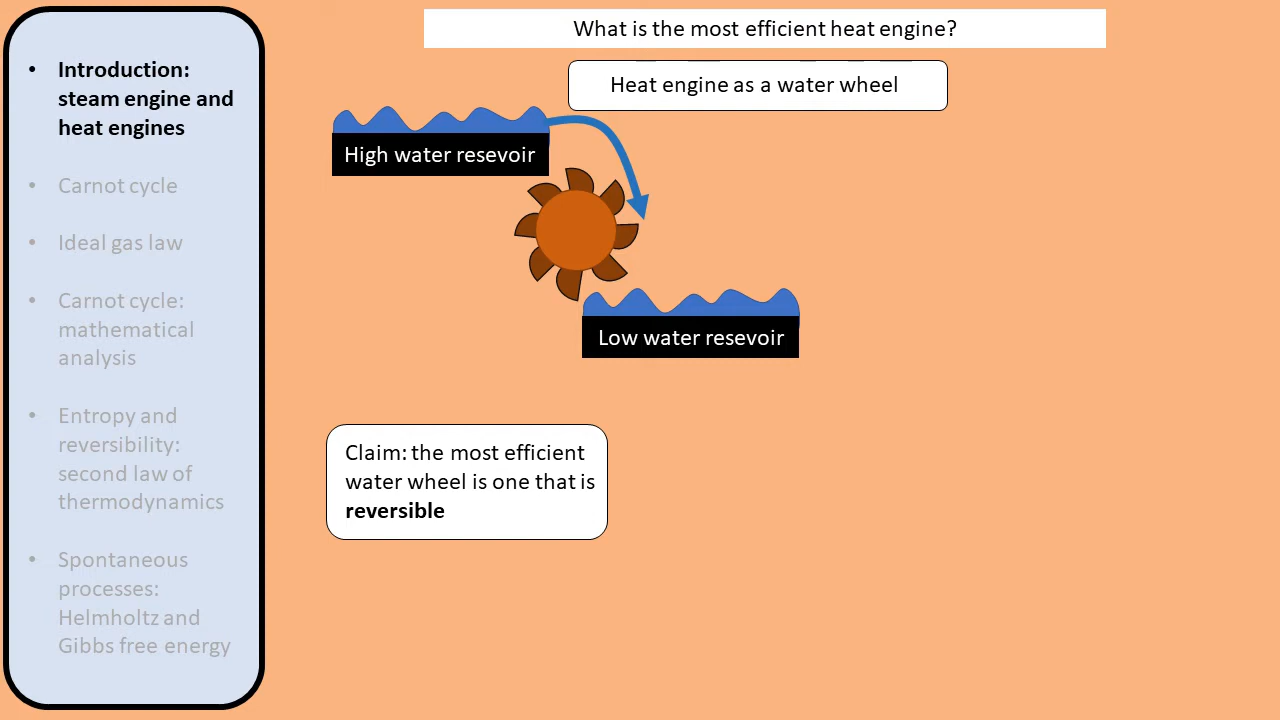 • Introduction:
steam engine and
heat engines
• Carnot cycle
• Ideal gas law
• Carnot cycle:
mathematical
analysis
• Entropy and
reversibility:
second law of
thermodynamics
• Spontaneous
processes:
Helmholtz and
Gibbs free energy
What is the most efficient heat engine?
Heat engine as a water wheel
High water resevoir
Low water resevoir
Claim: the most efficient
water wheel is one that is
reversible